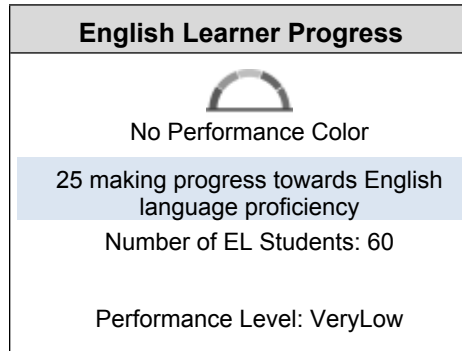 English Learner Progress
No Performance Color
25 making progress towards English
language proficiency
Number of EL Students: 60
Performance Level: VeryLow